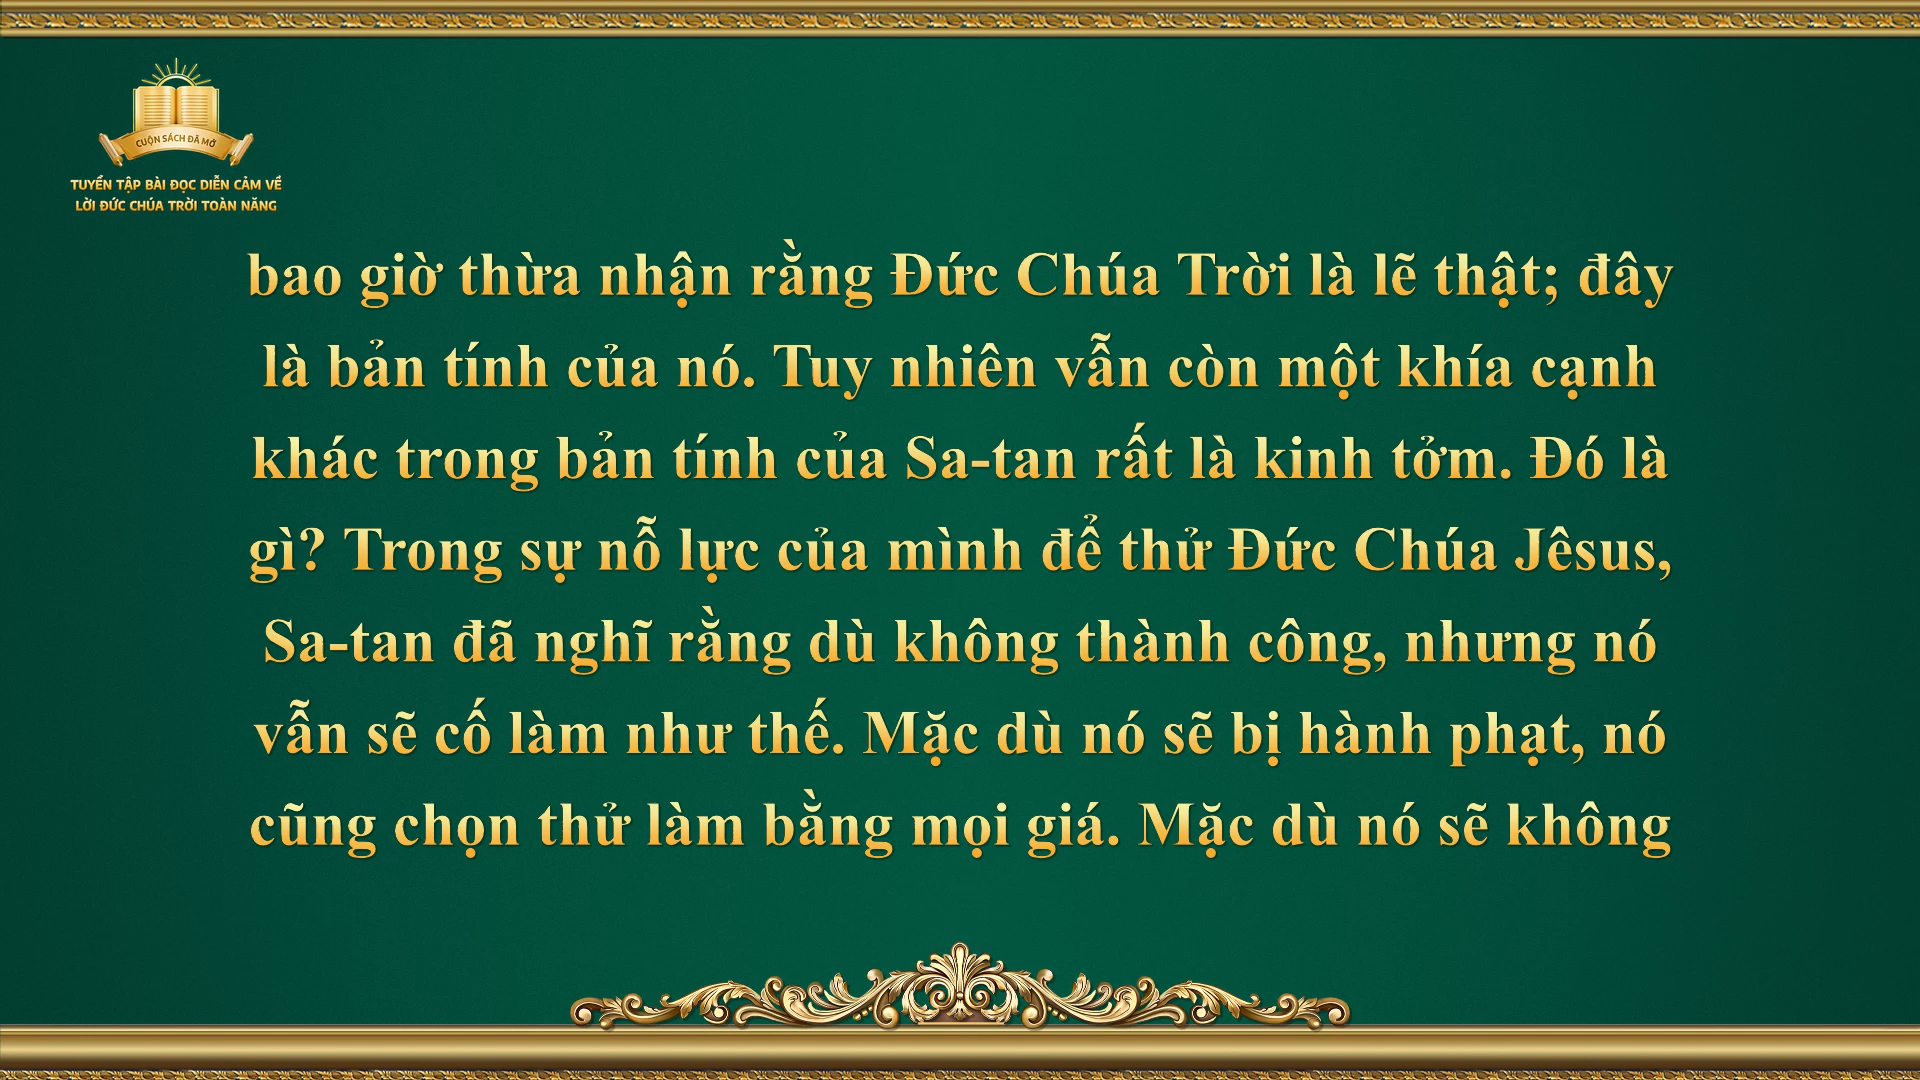 CUỘN SÁCH ĐÃ MỞ
TUYỂN TẬP BÀI ĐỌC DIỄN CẢM VỀ
LỜI ĐỨC CHÚA TRỜI TOÀN NĂNG
bao giờ thừa nhận rằng Đức Chúa Trời là lẽ thật; đây
là bản tính của nó. Tuy nhiên vẫn còn một khía cạnh
khác trong bản tính của Sa-tan rất là kinh tởm. Đó là
gì? Trong sự nỗ lực của mình để thử Đức Chúa Jêsus,
Sa-tan đã nghĩ rằng dù không thành công, nhưng nó
vẫn sẽ cố làm như thế. Mặc dù nó sẽ bị hành phạt, nó
cũng chọn thử làm bằng mọi giá. Mặc dù nó sẽ không